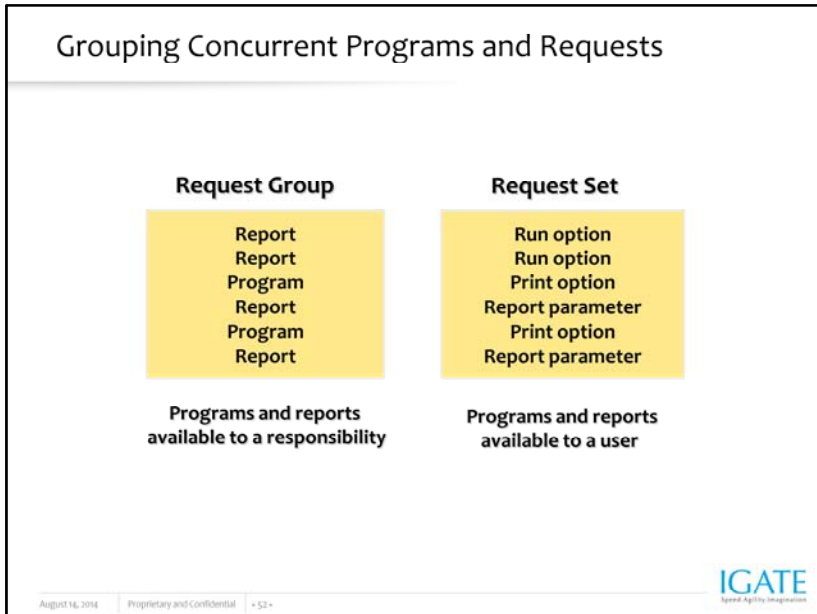 Grouping Concurrent Programs and Requests
Request Group
Report
Report
Program
Report
Program
Report
Programs and reports
available to a responsibility
Request Set
Run option
Run option
Print option
Report parameter
Print option
Report parameter
Programs and reports
available to a user
August 14, 2014
Proprietary and Confidential
• 52 •
IGATE
Speed.Agility.Imagination